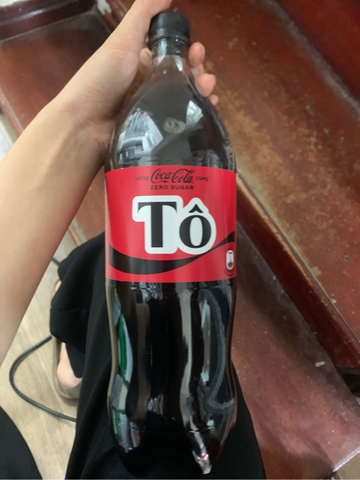 Coca-Cola
ZERO SUGAR
Tô